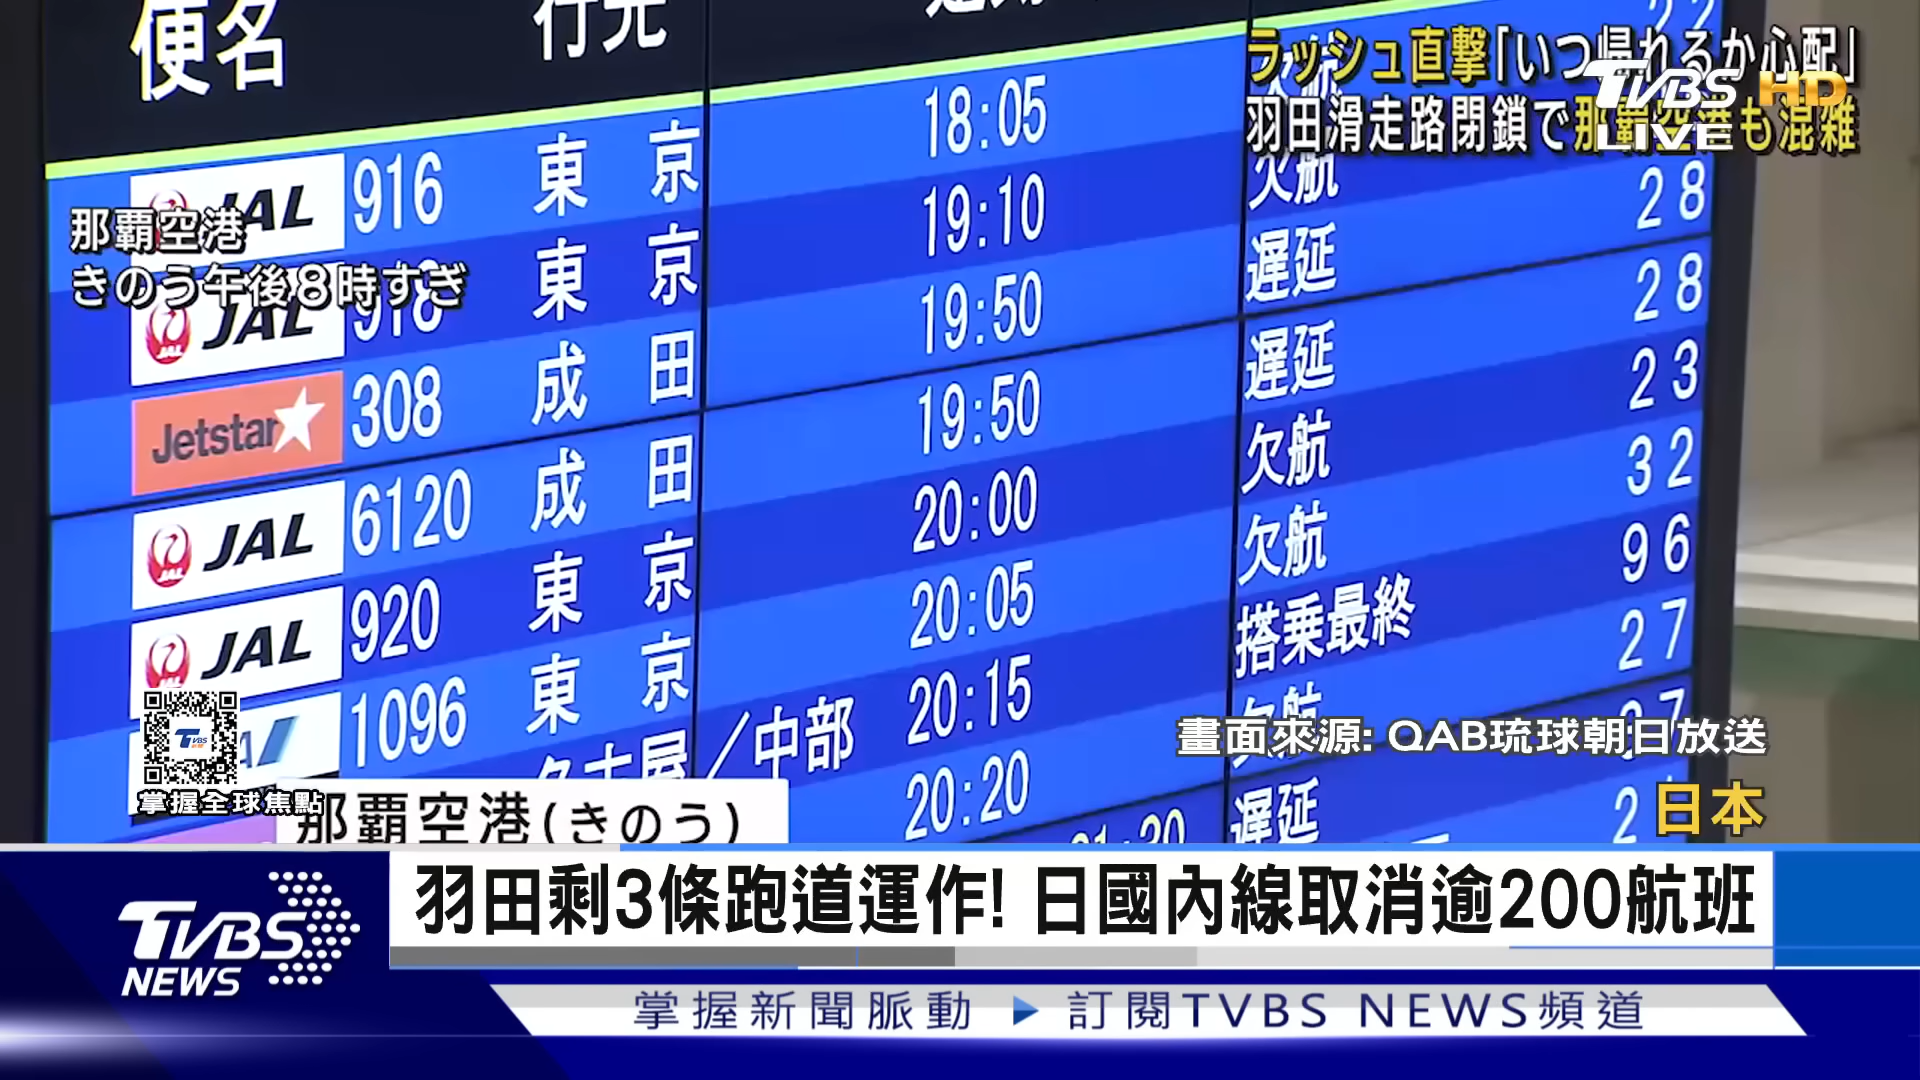 便名 行先
ラッシュ直撃「いつ帰れるか心配」
羽田滑走路閉鎖で那覇空港も混雑
TVBS HD
LIVE
22
JAL 916 東京 18:05 欠航 28
JAL 918 東京 19:10 遅延 28
Jetstar 308 成田 19:50 遅延 23
JAL 6120 成田 19:50 欠航 32
JAL 920 東京 20:00 欠航 96
1096 東京 20:05 搭乗最終 27
名古屋/中部 20:15 欠航 37
20:20 遅延 2
那覇空港
きのう午後8時すぎ
掌握全球焦點
那覇空港(きのう)
畫面來源: QAB琉球朝日放送
日本
TVBS NEWS
羽田剩3條跑道運作! 日國內線取消逾200航班
掌握新聞脈動 ▶ 訂閱TVBS NEWS頻道